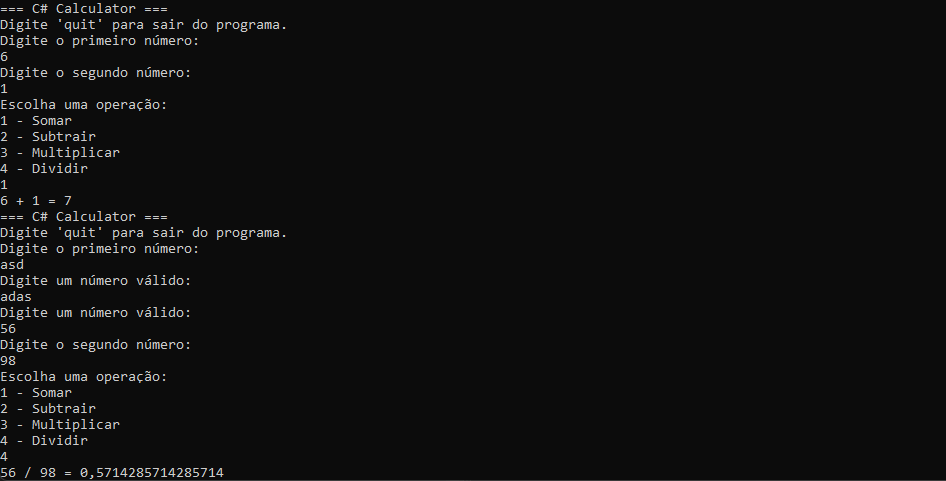 === C# Calculator ===
Digite 'quit' para sair do programa.
Digite o primeiro número:
6
Digite o segundo número:
1
Escolha uma operação:
1 - Somar
2 - Subtrair
3 - Multiplicar
4 - Dividir
1
6 + 1 = 7
=== C# Calculator ===
Digite 'quit' para sair do programa.
Digite o primeiro número:
asd
Digite um número válido:
adas
Digite um número válido:
56
Digite o segundo número:
98
Escolha uma operação:
1 - Somar
2 - Subtrair
3 - Multiplicar
4 - Dividir
4
56 / 98 = 0,5714285714285714